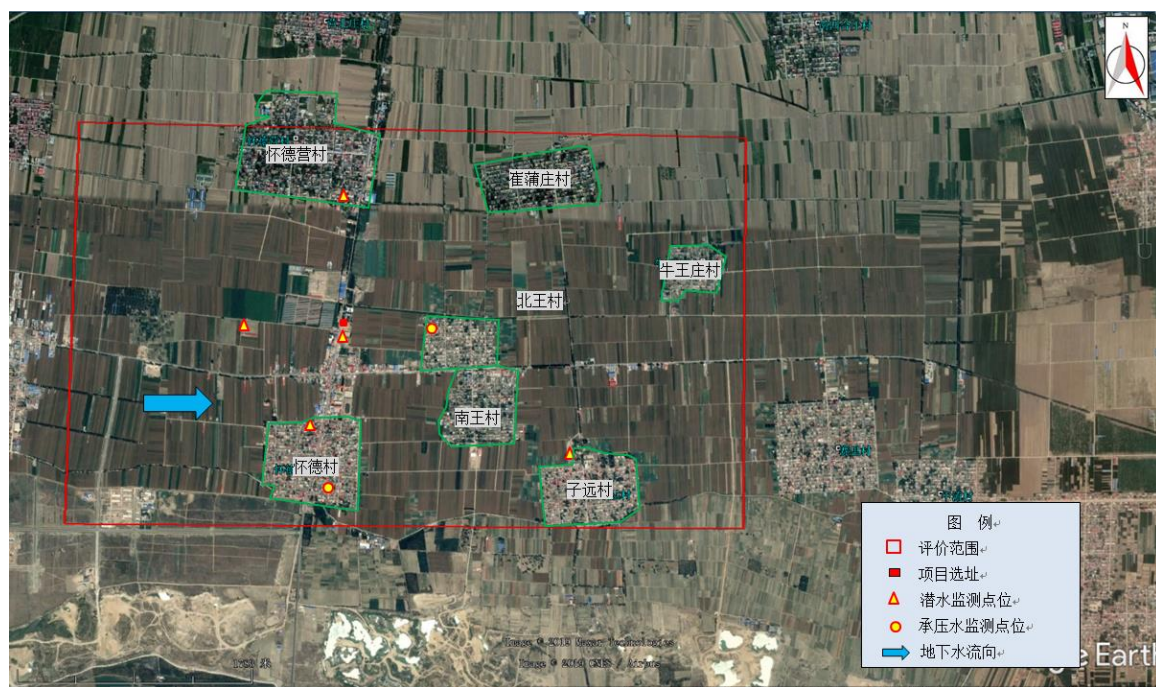 N
怀德营村
崔蒲庄村
牛王庄村
北王村
南王村
怀德村
子远村
图 例
评价范围
项目选址
潜水监测点位
承压水监测点位
地下水流向
Image © 2019 Maxar Technologies
Image © 2019 CNES / Airbus
e Earth